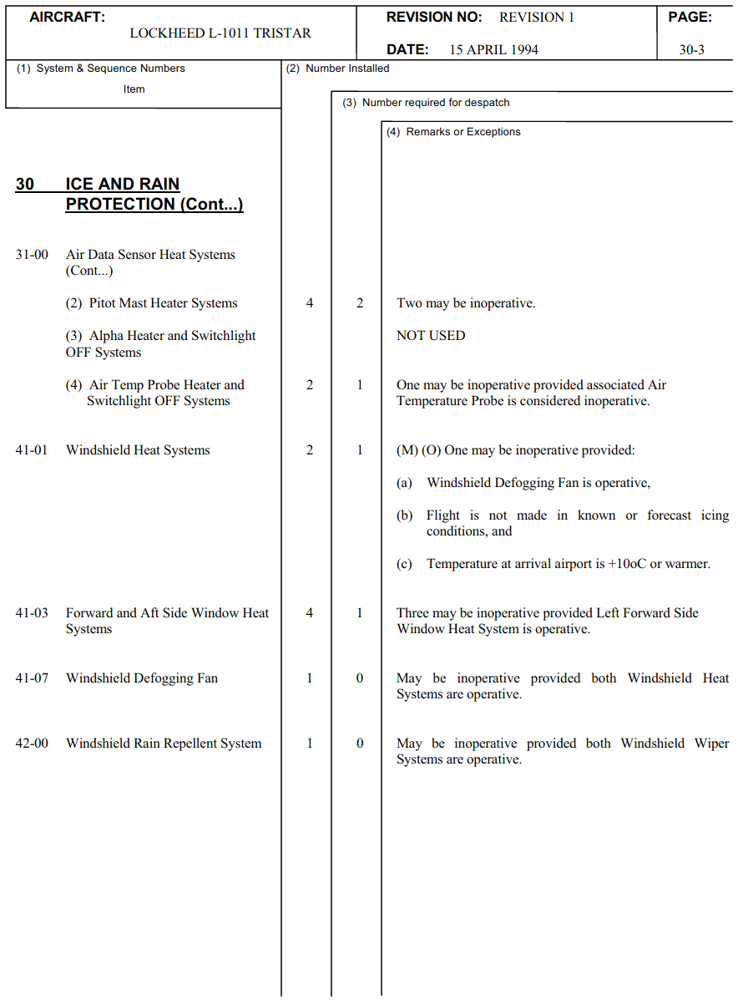 AIRCRAFT:
LOCKHEED L-1011 TRISTAR
REVISION NO: REVISION 1
DATE: 15 APRIL 1994
PAGE:
30-3
(1) System & Sequence Numbers
Item
(2) Number Installed
(3) Number required for despatch
(4) Remarks or Exceptions
30 ICE AND RAIN
PROTECTION (Cont...)
31-00 Air Data Sensor Heat Systems
(Cont...)
(2) Pitot Mast Heater Systems 4 2 Two may be inoperative.
(3) Alpha Heater and Switchlight NOT USED
OFF Systems
(4) Air Temp Probe Heater and 2 1 One may be inoperative provided associated Air
Switchlight OFF Systems Temperature Probe is considered inoperative.
41-01 Windshield Heat Systems 2 1 (M) (O) One may be inoperative provided:
(a) Windshield Defogging Fan is operative,
(b) Flight is not made in known or forecast icing
conditions, and
(c) Temperature at arrival airport is +10oC or warmer.
41-03 Forward and Aft Side Window Heat 4 1 Three may be inoperative provided Left Forward Side
Systems Window Heat System is operative.
41-07 Windshield Defogging Fan 1 0 May be inoperative provided both Windshield Heat
Systems are operative.
42-00 Windshield Rain Repellent System 1 0 May be inoperative provided both Windshield Wiper
Systems are operative.